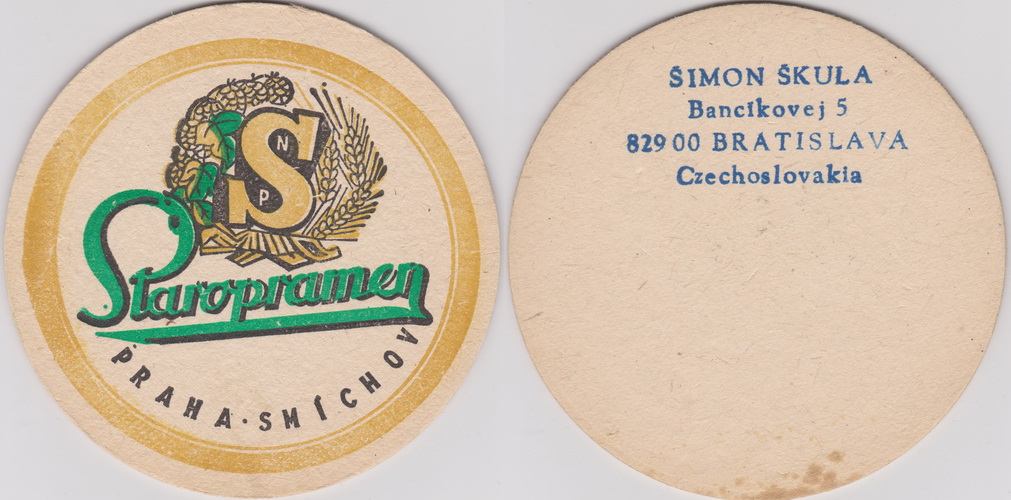 S
N
P
Staropramen
PRAHA·SMÍCHOV
ŠIMON ŠKULA
Bancíkovej 5
829 00 BRATISLAVA
Czechoslovakia